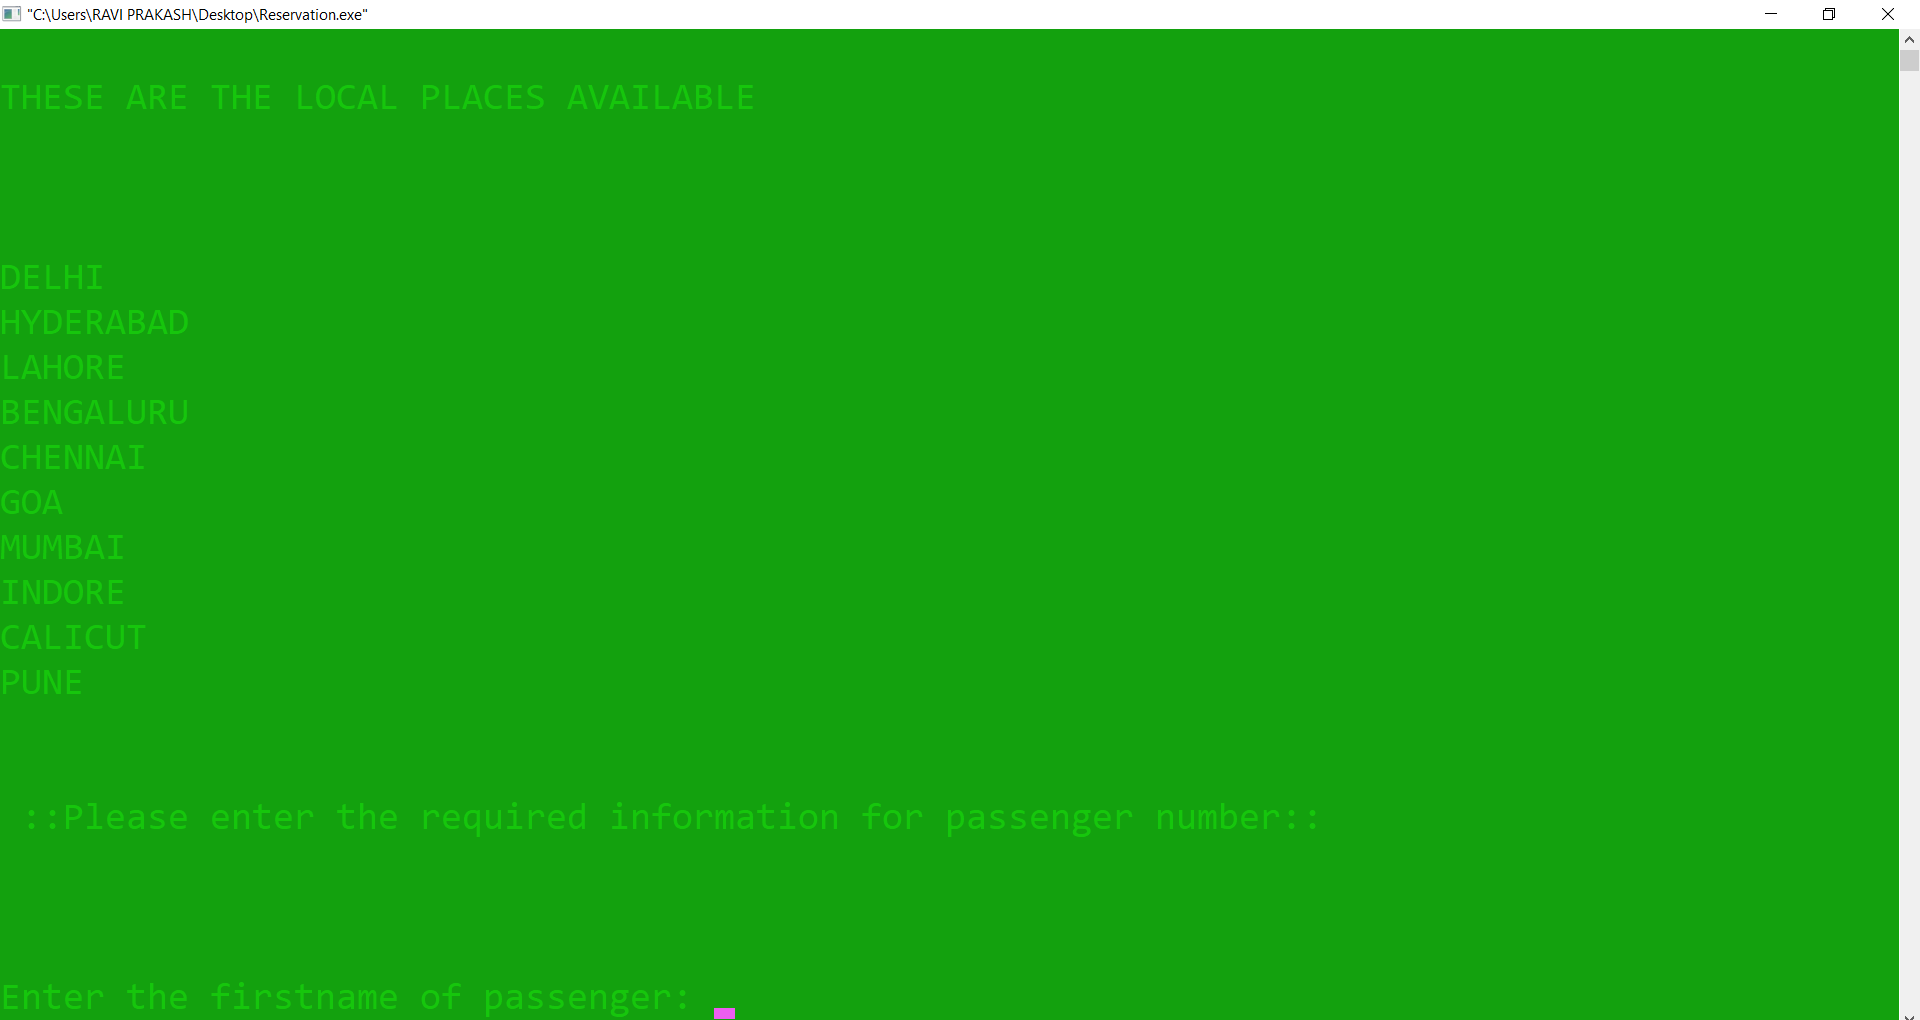 "C:\Users\RAVI PRAKASH\Desktop\Reservation.exe"
THESE ARE THE LOCAL PLACES AVAILABLE
DELHI
HYDERABAD
LAHORE
BENGALURU
CHENNAI
GOA
MUMBAI
INDORE
CALICUT
PUNE
::Please enter the required information for passenger number::
Enter the firstname of passenger: